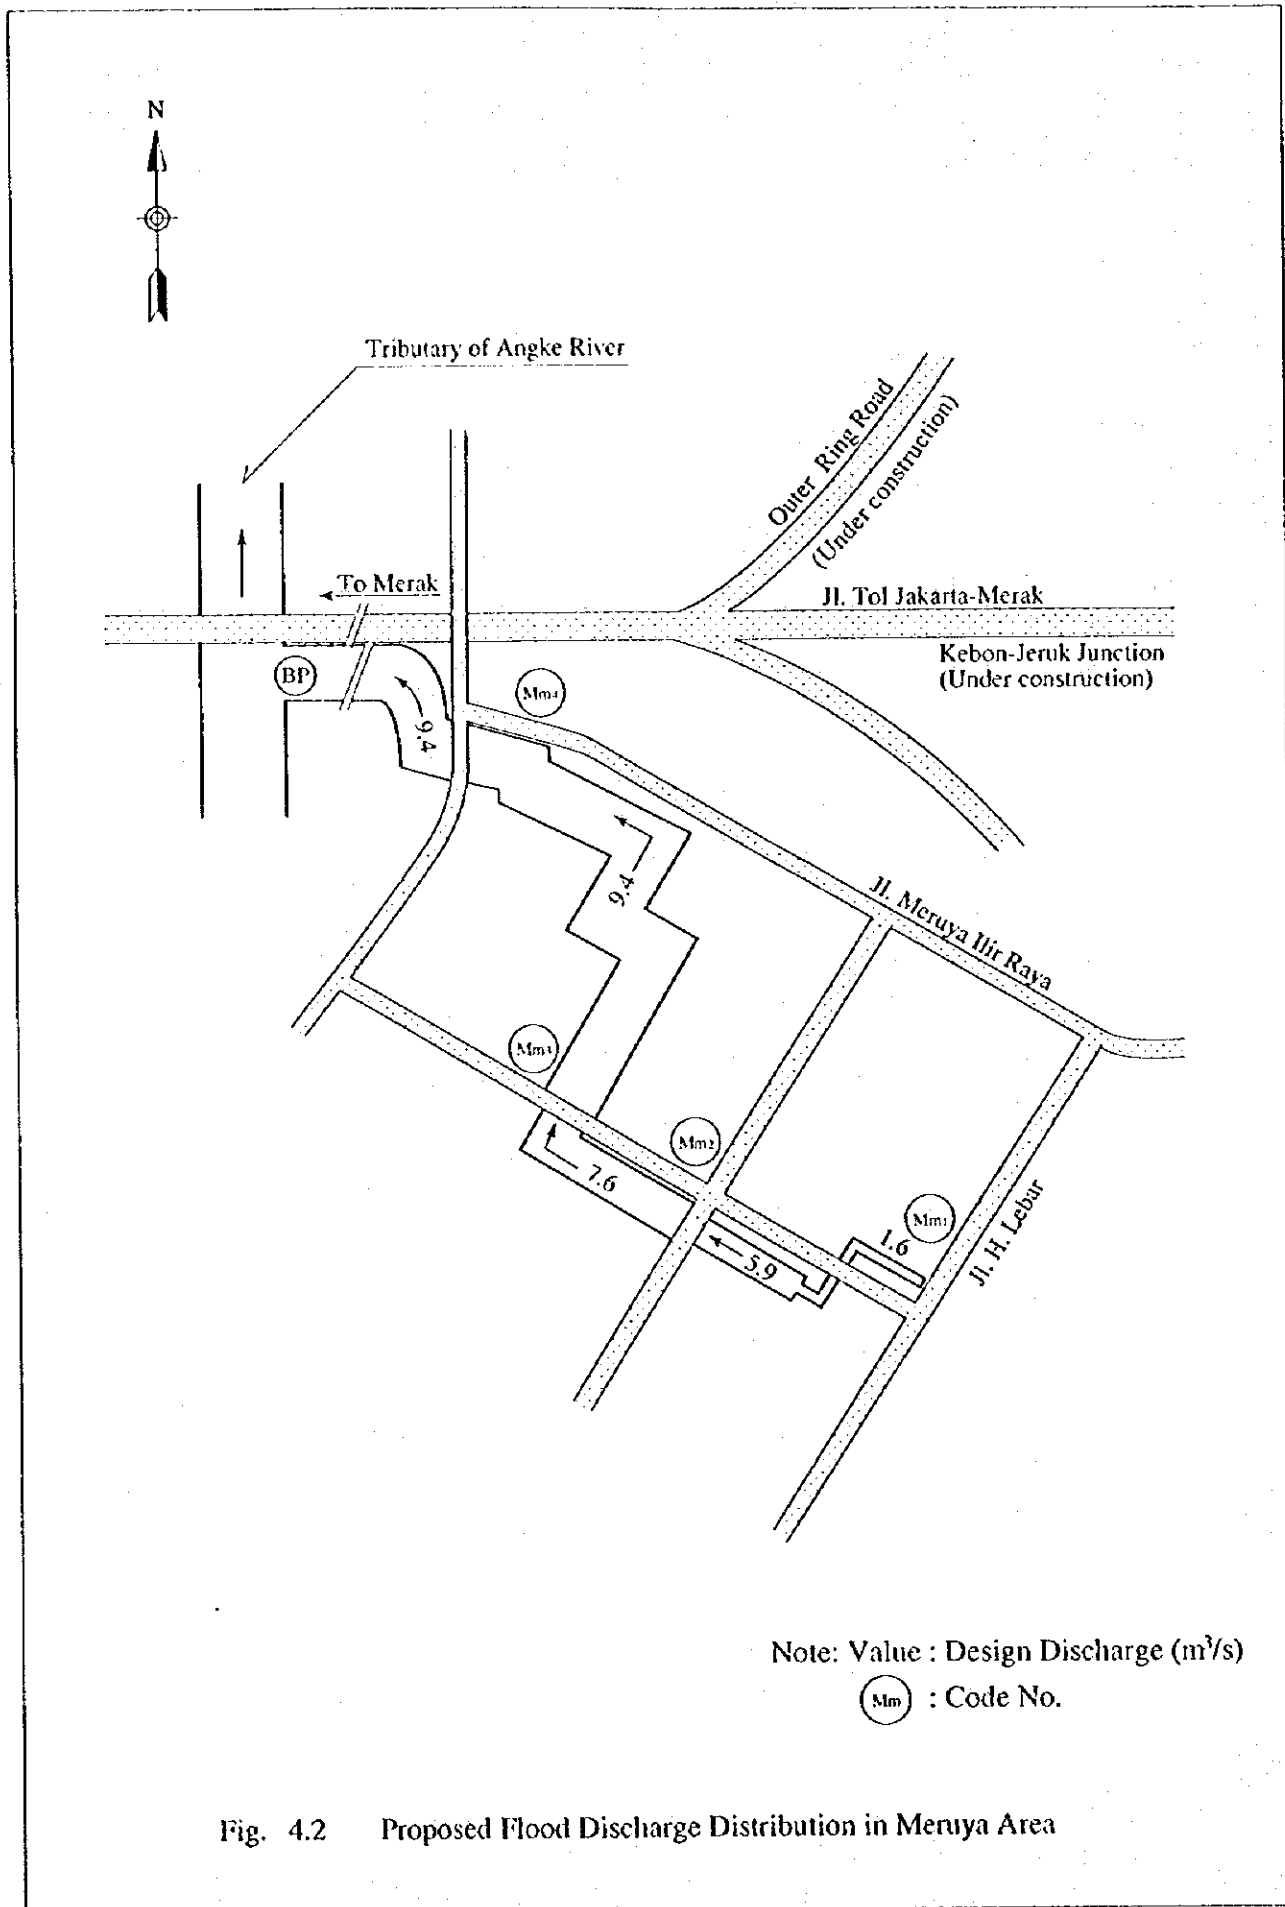 N
Tributary of Angke River
Outer Ring Road
(Under construction)
To Merak
Jl. Tol Jakarta-Merak
Kebon-Jeruk Junction
(Under construction)
BP
Mm4
9.4
9.4
Jl. Meruya Ilir Raya
Mm3
Mm2
7.6
Mm1
1.6
5.9
Jl. H. Lebar
Note: Value : Design Discharge (m³/s)
Mm : Code No.
Fig. 4.2 Proposed Flood Discharge Distribution in Meruya Area